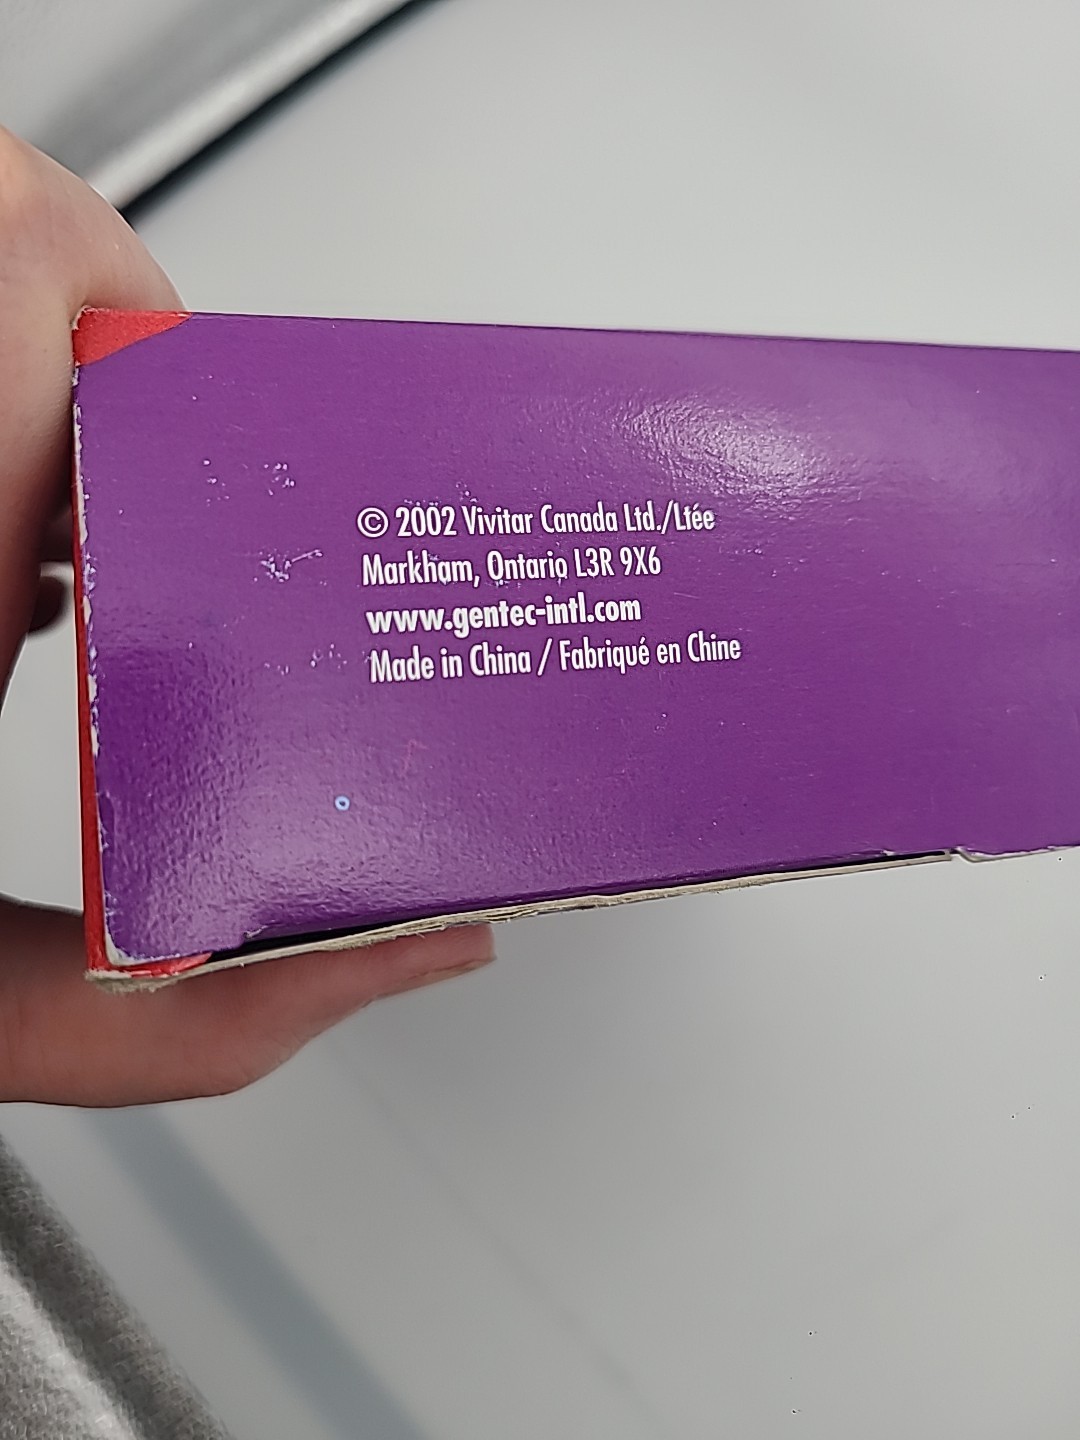 © 2002 Vivitar Canada Ltd./Ltée
Markham, Ontario L3R 9X6
www.gentec-intl.com
Made in China / Fabriqué en Chine